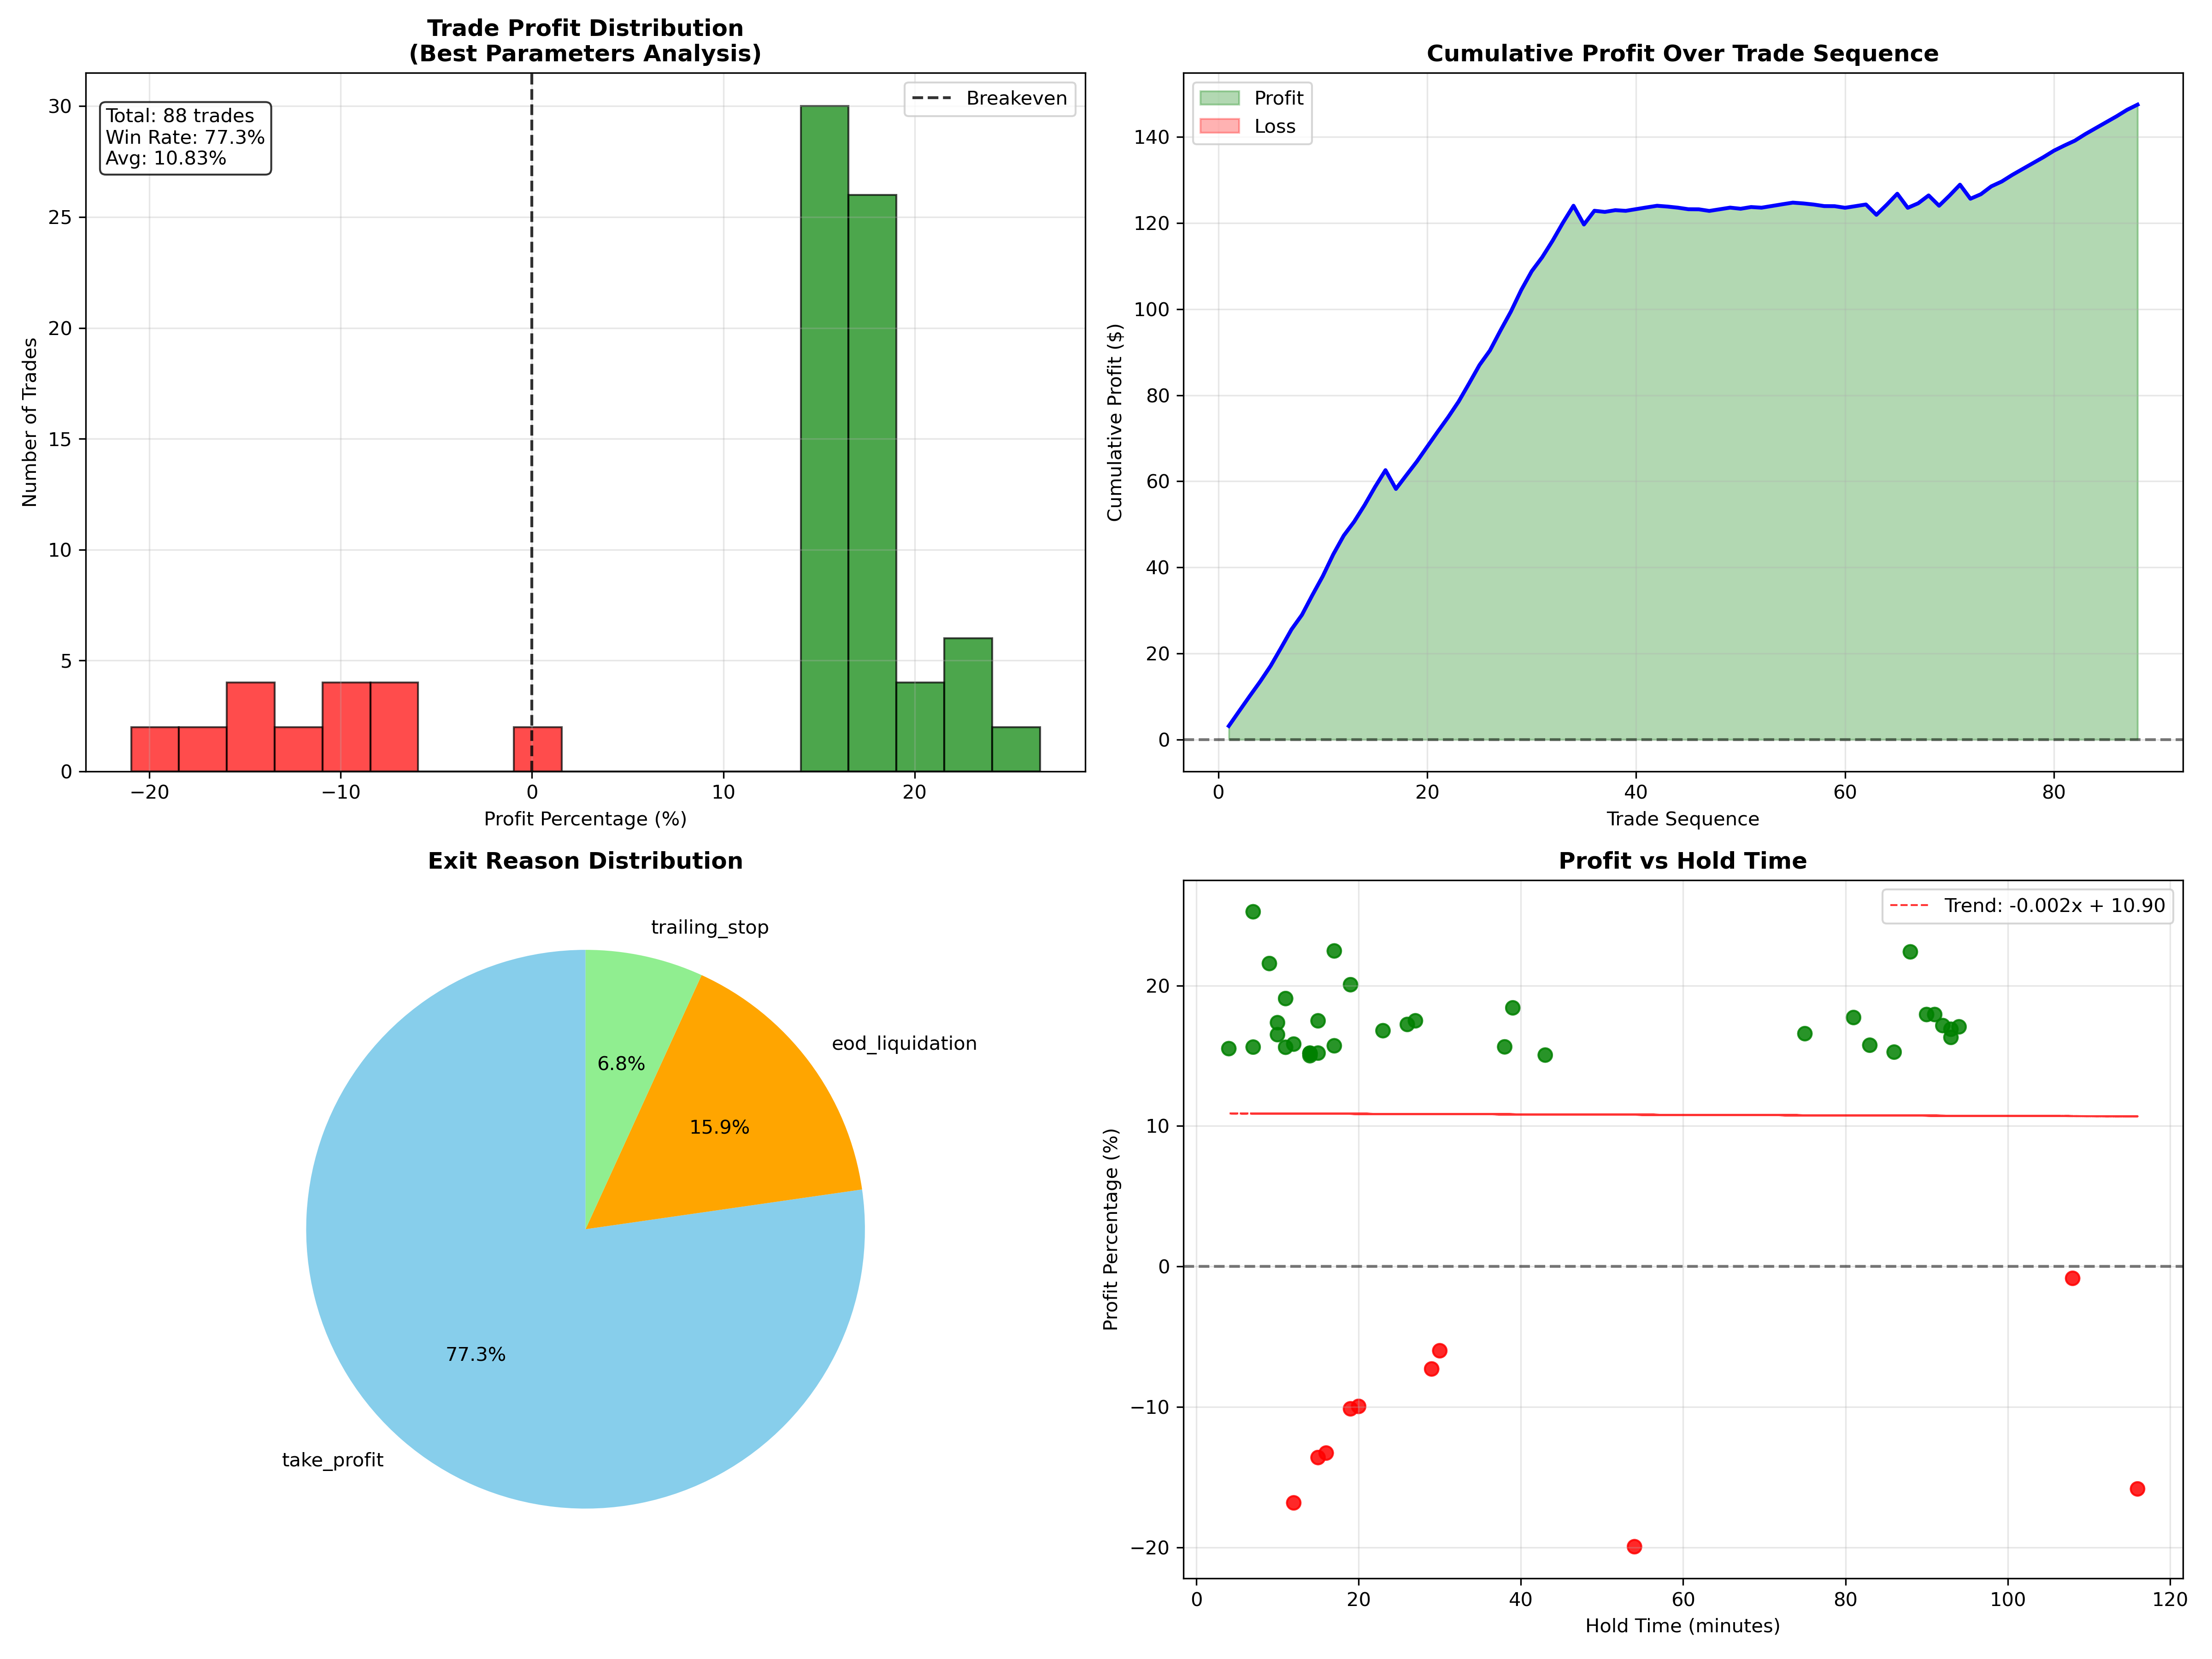 Trade Profit Distribution
(Best Parameters Analysis)
Total: 88 trades
Win Rate: 77.3%
Avg: 10.83%
Breakeven
30
25
20
15
10
5
0
Number of Trades
−20
−10
0
10
20
Profit Percentage (%)
Cumulative Profit Over Trade Sequence
Profit
Loss
140
120
100
80
60
40
20
0
Cumulative Profit ($)
0
20
40
60
80
Trade Sequence
Exit Reason Distribution
trailing_stop
6.8%
eod_liquidation
15.9%
77.3%
take_profit
Profit vs Hold Time
Trend: -0.002x + 10.90
20
10
0
−10
−20
Profit Percentage (%)
0
20
40
60
80
100
120
Hold Time (minutes)